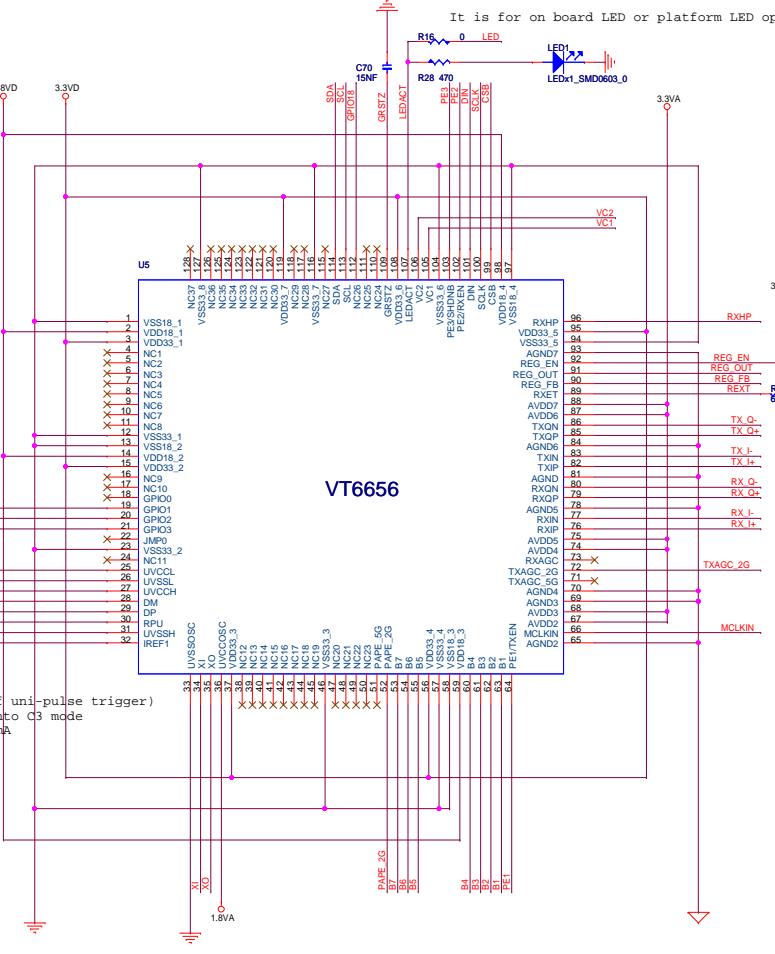 It is for on board LED or platform LED op
R16 0 LED
LED1
C70
15NF
R28 470
LEDx1_SMD0603_0
8VD
3.3VD
3.3VA
SDA
SCL
GPIO18
GRSTZ
LEDACT
PE3
PE2
DIN
SCLK
CSB
VC2
VC1
U5
128 127 126 125 124 123 122 121 120 119 118 117 116 115 114 113 112 111 110 109 108 107 106 105 104 103 102 101 100 99 98 97
NC37
VSS33_8
NC36
NC35
NC34
NC33
NC32
NC31
NC30
VDD33_7
NC29
NC28
VSS33_7
NC27
SDA
SCL
NC26
NC25
NC24
GRSTZ
VDD33_6
LEDACT
VC2
VC1
VSS33_6
PE3/SHDNB
PE2/RXEN
DIN
SCLK
CSB
VDD18_4
VSS18_4
1 VSS18_1
2 VDD18_1
3 VDD33_1
4 NC1
5 NC2
6 NC3
7 NC4
8 NC5
9 NC6
10 NC7
11 NC8
12 VSS33_1
13 VSS18_2
14 VDD18_2
15 VDD33_2
16 NC9
17 NC10
18 GPIO0
19 GPIO1
20 GPIO2
21 GPIO3
22 JMP0
23 VSS33_2
24 NC11
25 UVCCL
26 UVSSL
27 UVCCH
28 DM
29 DP
30 RPU
31 UVSSH
32 IREF1
VT6656
RXHP 96 RXHP
VDD33_5 95
VSS33_5 94
AGND7 93
REG_EN 92 REG_EN
REG_OUT 91 REG_OUT
REG_FB 90 REG_FB
RXET 89 REXT
AVDD7 88
AVDD6 87
TXQN 86 TX_Q-
TXQP 85 TX_Q+
AGND6 84
TXIN 83 TX_I-
TXIP 82 TX_I+
AGND 81
RXQN 80 RX_Q-
RXQP 79 RX_Q+
AGND5 78
RXIN 77 RX_I-
RXIP 76 RX_I+
AVDD5 75
AVDD4 74
RXAGC 73
TXAGC_2G 72 TXAGC_2G
TXAGC_5G 71
AGND4 70
AGND3 69
AVDD3 68
AVDD2 67
MCLKIN 66 MCLKIN
AGND2 65
UVSSOSC
XI
XO
UVCCOSC
VDD33_3
NC12
NC13
NC14
NC15
NC16
NC17
NC18
NC19
VSS33_3
NC20
NC21
NC22
NC23
PAPE_5G
PAPE_2G
B7
B6
B5
VDD33_4
VSS33_4
VSS18_3
VDD18_3
B4
B3
B2
B1
PE1/TXEN
33 34 35 36 37 38 39 40 41 42 43 44 45 46 47 48 49 50 51 52 53 54 55 56 57 58 59 60 61 62 63 64
f uni-pulse trigger)
nto C3 mode
mA
XI
XO
PAPE_2G
B7
B6
B5
B4
B3
B2
B1
PE1
1.8VA